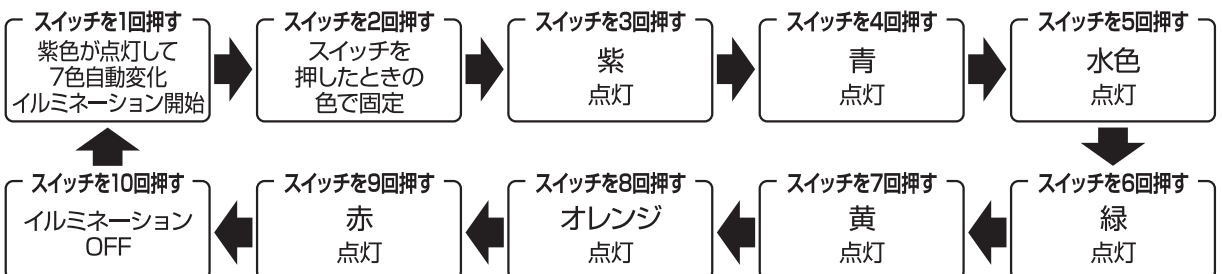 スイッチを1回押す
紫色が点灯して
7色自動変化
イルミネーション開始
スイッチを2回押す
スイッチを
押したときの
色で固定
スイッチを3回押す
紫
点灯
スイッチを4回押す
青
点灯
スイッチを5回押す
水色
点灯
スイッチを6回押す
緑
点灯
スイッチを7回押す
黄
点灯
スイッチを8回押す
オレンジ
点灯
スイッチを9回押す
赤
点灯
スイッチを10回押す
イルミネーション
OFF